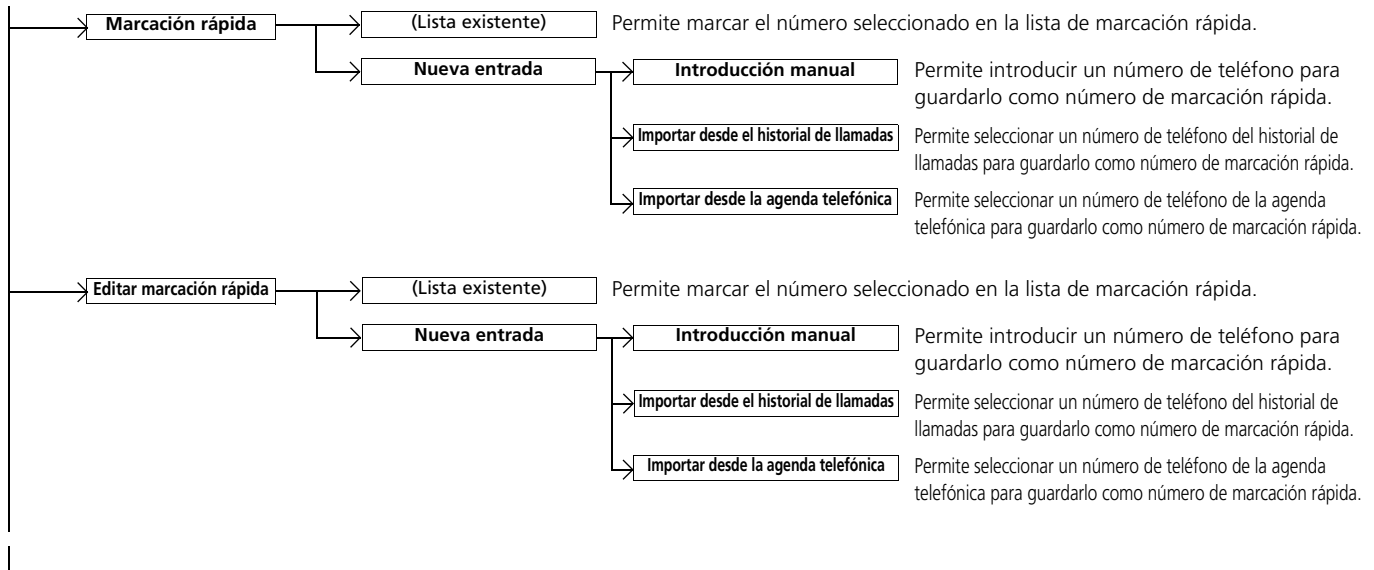 Marcación rápida
(Lista existente)
Permite marcar el número seleccionado en la lista de marcación rápida.
Nueva entrada
Introducción manual
Permite introducir un número de teléfono para
guardarlo como número de marcación rápida.
Importar desde el historial de llamadas
Permite seleccionar un número de teléfono del historial de
llamadas para guardarlo como número de marcación rápida.
Importar desde la agenda telefónica
Permite seleccionar un número de teléfono de la agenda
telefónica para guardarlo como número de marcación rápida.
Editar marcación rápida
(Lista existente)
Permite marcar el número seleccionado en la lista de marcación rápida.
Nueva entrada
Introducción manual
Permite introducir un número de teléfono para
guardarlo como número de marcación rápida.
Importar desde el historial de llamadas
Permite seleccionar un número de teléfono del historial de
llamadas para guardarlo como número de marcación rápida.
Importar desde la agenda telefónica
Permite seleccionar un número de teléfono de la agenda
telefónica para guardarlo como número de marcación rápida.